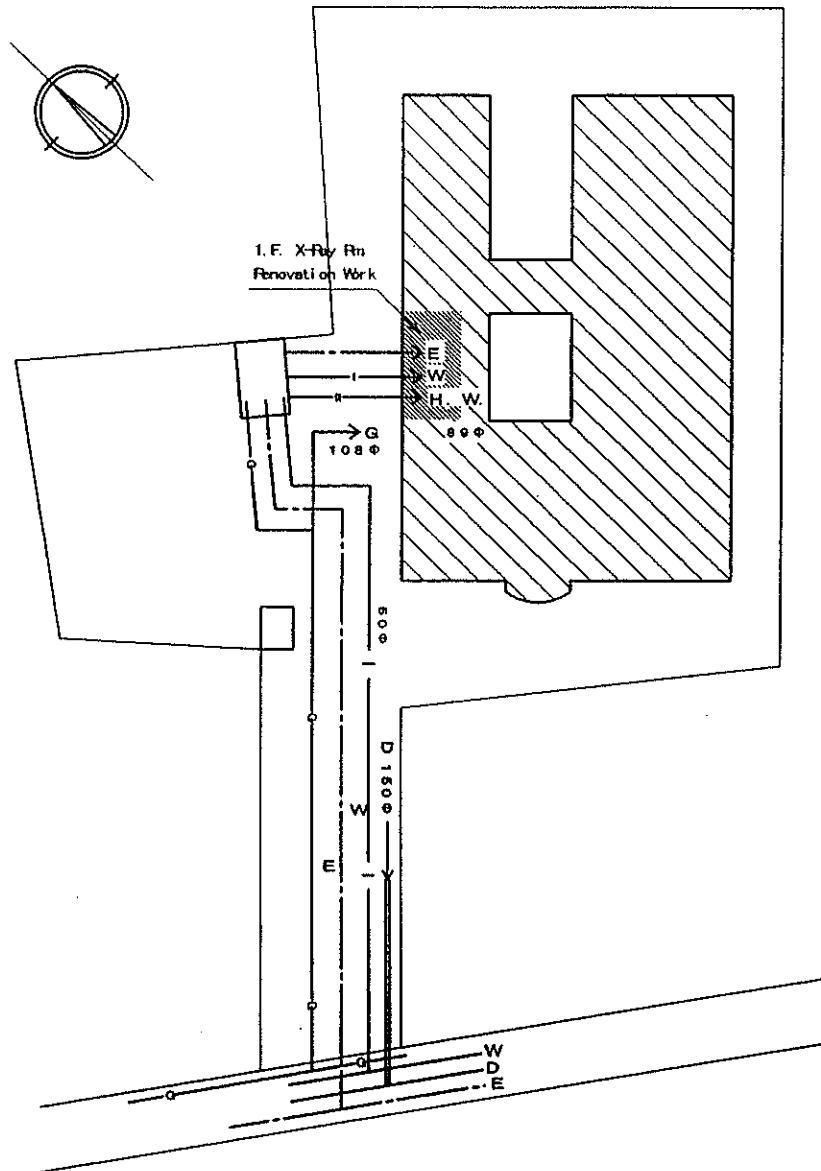 1. F. X-Ray Rm
Renovation Work
E
W
H. W.
G
108Φ
89Φ
50Φ
D 150Φ
W
E
G
W
D
G
E